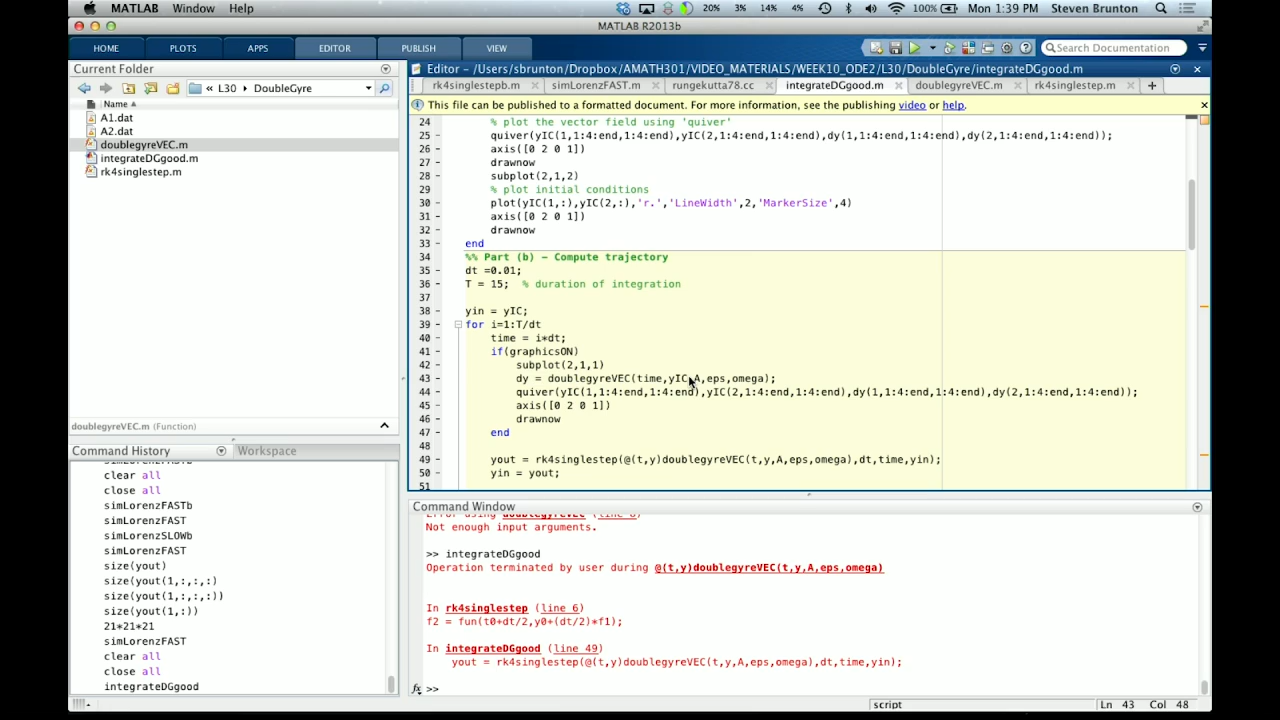 MATLAB Window Help 20% 3% 14% 4% 100% Mon 1:39 PM Steven Brunton
MATLAB R2013b
HOME PLOTS APPS EDITOR PUBLISH VIEW Search Documentation
Current Folder
L30 DoubleGyre
Name
A1.dat
A2.dat
doublegyreVEC.m
integrateDGgood.m
rk4singlestep.m
doublegyreVEC.m (Function)
Command History Workspace
clear all
close all
simLorenzFASTb
simLorenzFAST
simLorenzSLOWb
simLorenzFAST
size(yout)
size(yout(1,:,:,:)
size(yout(1,:,:,:))
size(yout(1,:))
21*21*21
simLorenzFAST
clear all
close all
integrateDGgood
Editor - /Users/sbrunton/Dropbox/AMATH301/VIDEO_MATERIALS/WEEK10_ODE2/L30/DoubleGyre/integrateDGgood.m
rk4singlestepb.m simLorenzFAST.m rungekutta78.cc integrateDGgood.m doublegyreVEC.m rk4singlestep.m
This file can be published to a formatted document. For more information, see the publishing video or help.
24 % plot the vector field using 'quiver'
25 - quiver(yIC(1,1:4:end,1:4:end),yIC(2,1:4:end,1:4:end),dy(1,1:4:end,1:4:end),dy(2,1:4:end,1:4:end));
26 - axis([0 2 0 1])
27 - drawnow
28 - subplot(2,1,2)
29 % plot initial conditions
30 - plot(yIC(1,:),yIC(2,:),'r.','LineWidth',2,'MarkerSize',4)
31 - axis([0 2 0 1])
32 - drawnow
33 - end
34 %% Part (b) - Compute trajectory
35 - dt =0.01;
36 - T = 15; % duration of integration
37
38 - yin = yIC;
39 - for i=1:T/dt
40 - time = i*dt;
41 - if(graphicsON)
42 - subplot(2,1,1)
43 - dy = doublegyreVEC(time,yIC,A,eps,omega);
44 - quiver(yIC(1,1:4:end,1:4:end),yIC(2,1:4:end,1:4:end),dy(1,1:4:end,1:4:end),dy(2,1:4:end,1:4:end));
45 - axis([0 2 0 1])
46 - drawnow
47 - end
48
49 - yout = rk4singlestep(@(t,y)doublegyreVEC(t,y,A,eps,omega),dt,time,yin);
50 - yin = yout;
51
Command Window
Error using doublegyreVEC
Not enough input arguments.
>> integrateDGgood
Operation terminated by user during @(t,y)doublegyreVEC(t,y,A,eps,omega)
In rk4singlestep (line 6)
f2 = fun(t0+dt/2,y0+(dt/2)*f1);
In integrateDGgood (line 49)
yout = rk4singlestep(@(t,y)doublegyreVEC(t,y,A,eps,omega),dt,time,yin);
fx >>
script Ln 43 Col 48